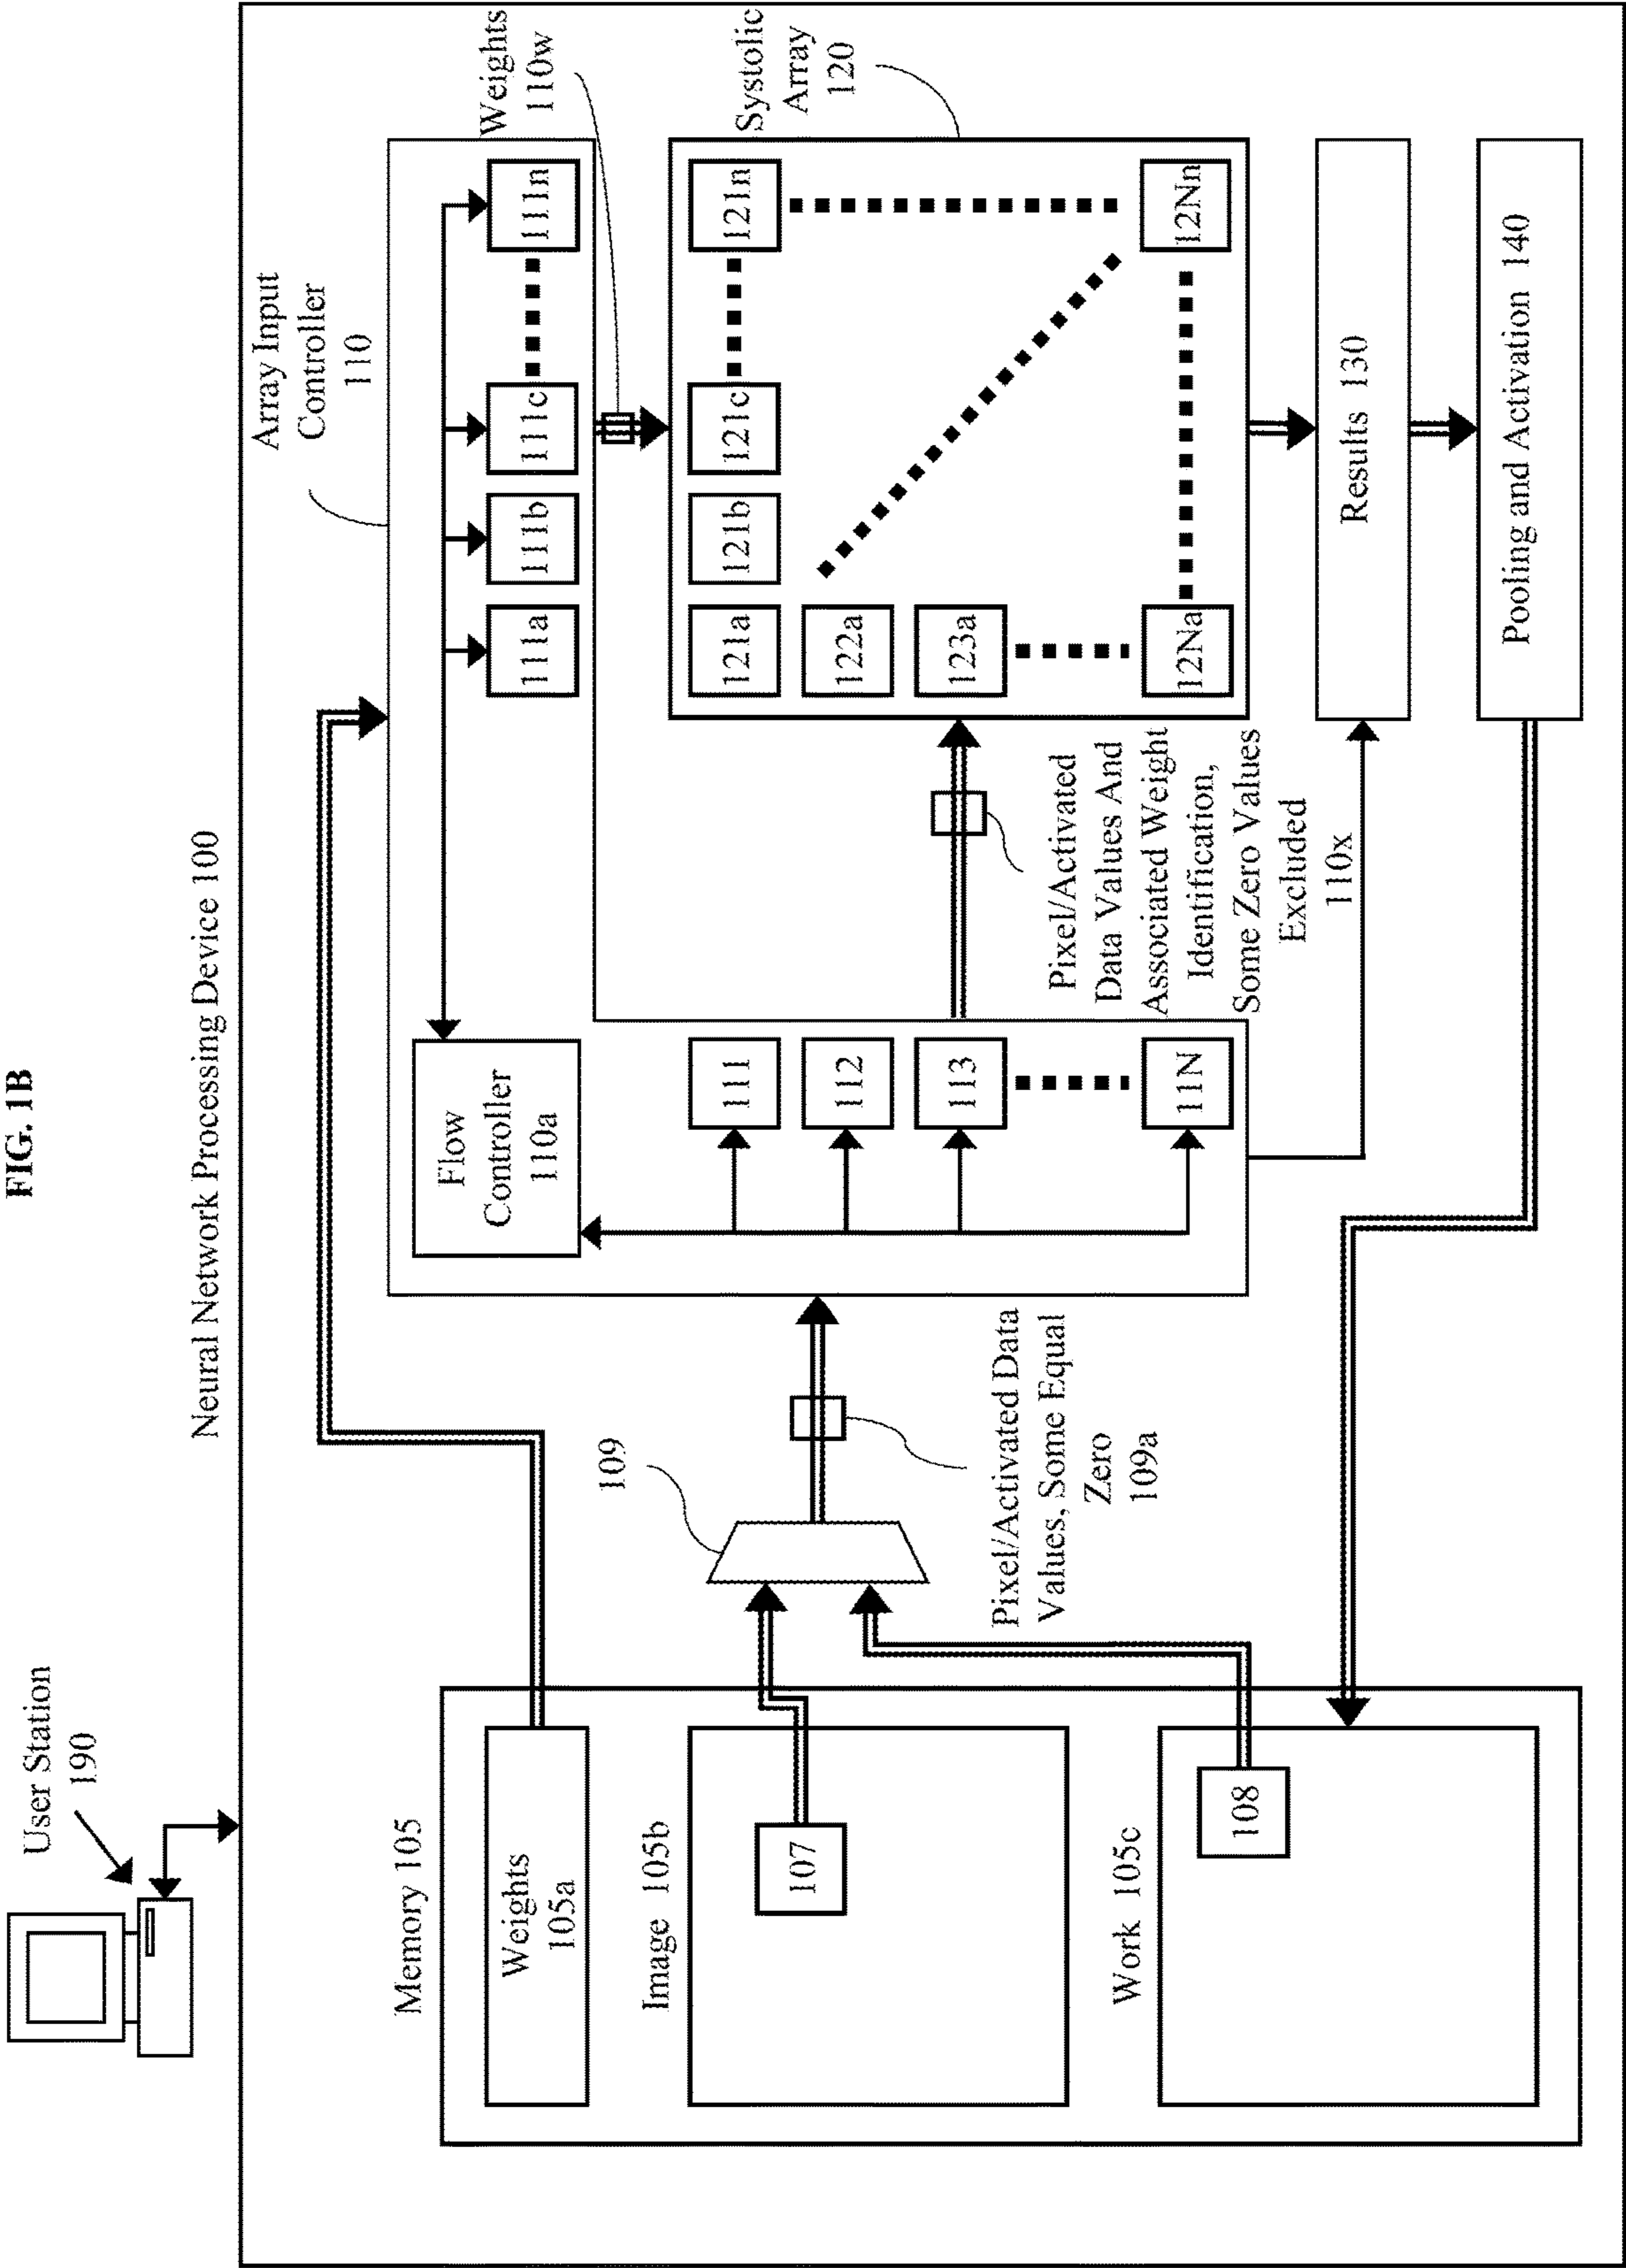 FIG. 1B
User Station
190
Neural Network Processing Device 100
Memory 105
Weights
105a
Image 105b
107
Work 105c
108
109
Pixel/Activated Data
Values, Some Equal
Zero
109a
Array Input
Controller
110
Flow
Controller
110a
111a
111b
111c
111n
Weights
110w
111
112
113
11N
Pixel/Activated
Data Values And
Associated Weight
Identification,
Some Zero Values
Excluded
110x
Systolic
Array
120
121a
121b
121c
121n
122a
123a
12Na
12Nn
Results 130
Pooling and Activation 140